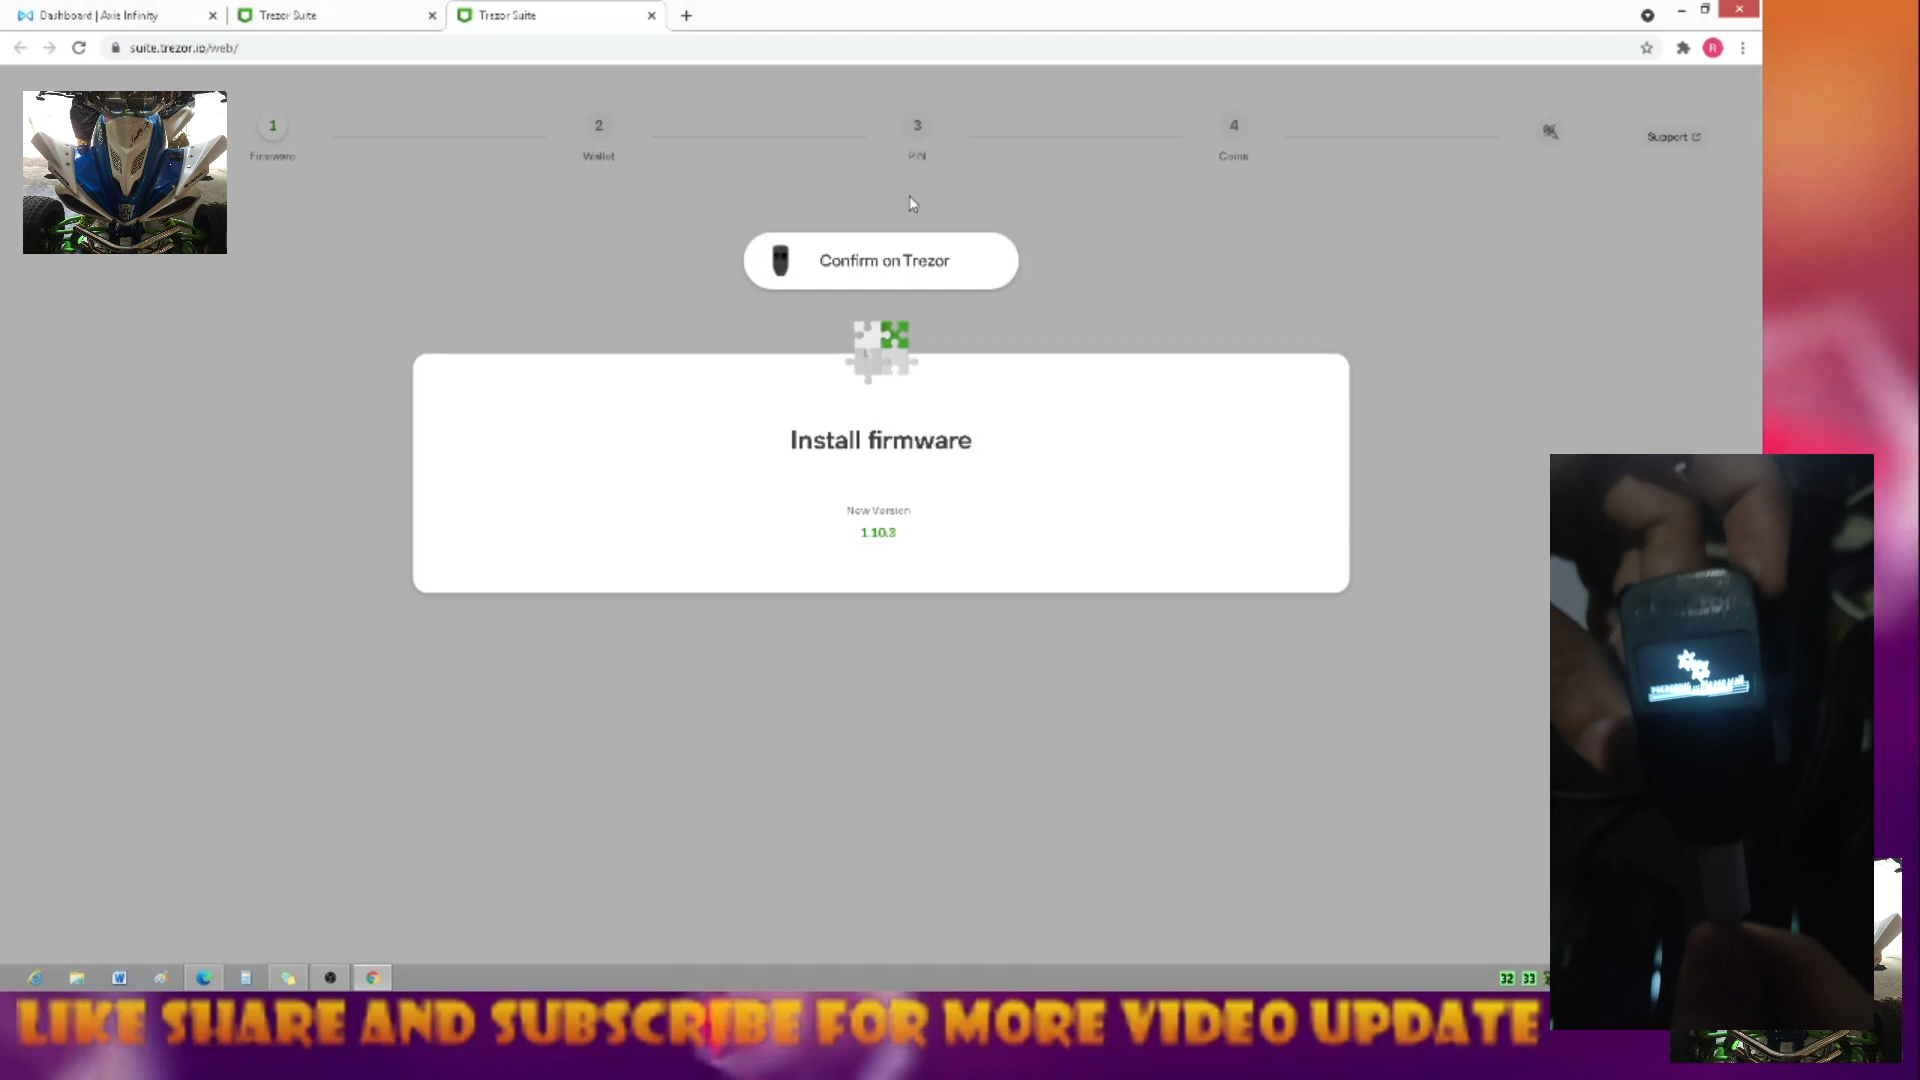 Dashboard | Axie Infinity
Trezor Suite
Trezor Suite
suite.trezor.io/web/
R
1
Firmware
2
Wallet
3
PIN
4
Coins
Support
Confirm on Trezor
Install firmware
New Version
1.10.3
Please wait
32 33
LIKE SHARE AND SUBSCRIBE FOR MORE VIDEO UPDATE